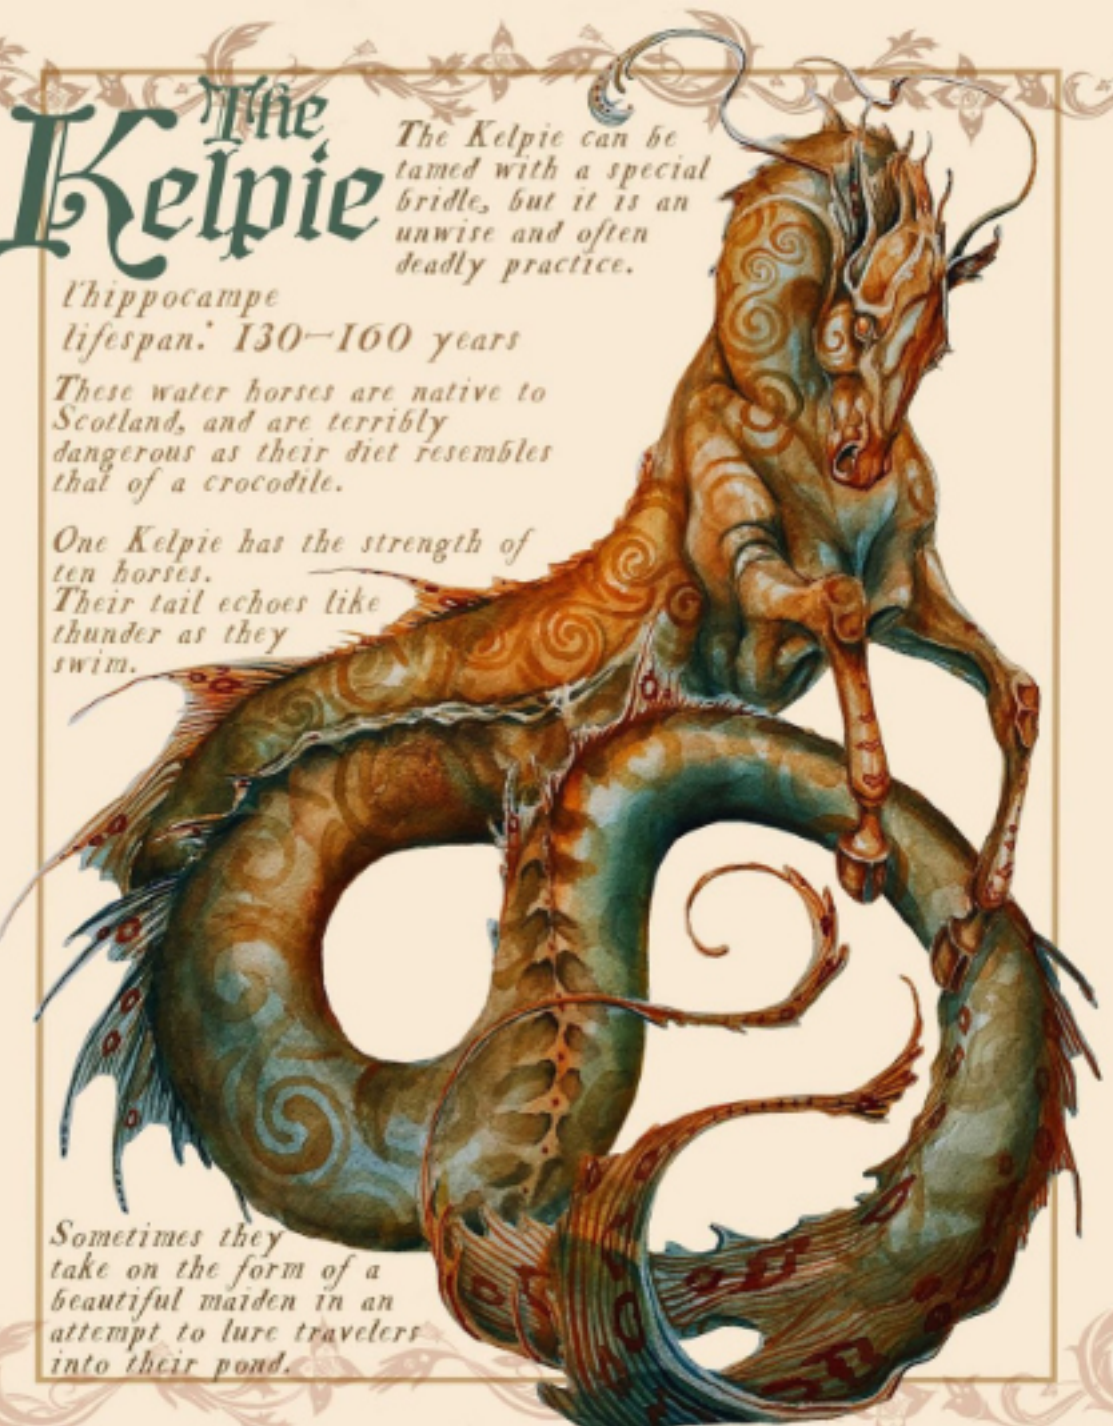 The
Kelpie
The Kelpie can be
tamed with a special
bridle, but it is an
unwise and often
deadly practice.
l'hippocampe
lifespan: 130—160 years
These water horses are native to
Scotland, and are terribly
dangerous as their diet resembles
that of a crocodile.
One Kelpie has the strength of
ten horses.
Their tail echoes like
thunder as they
swim.
Sometimes they
take on the form of a
beautiful maiden in an
attempt to lure travelers
into their pond.